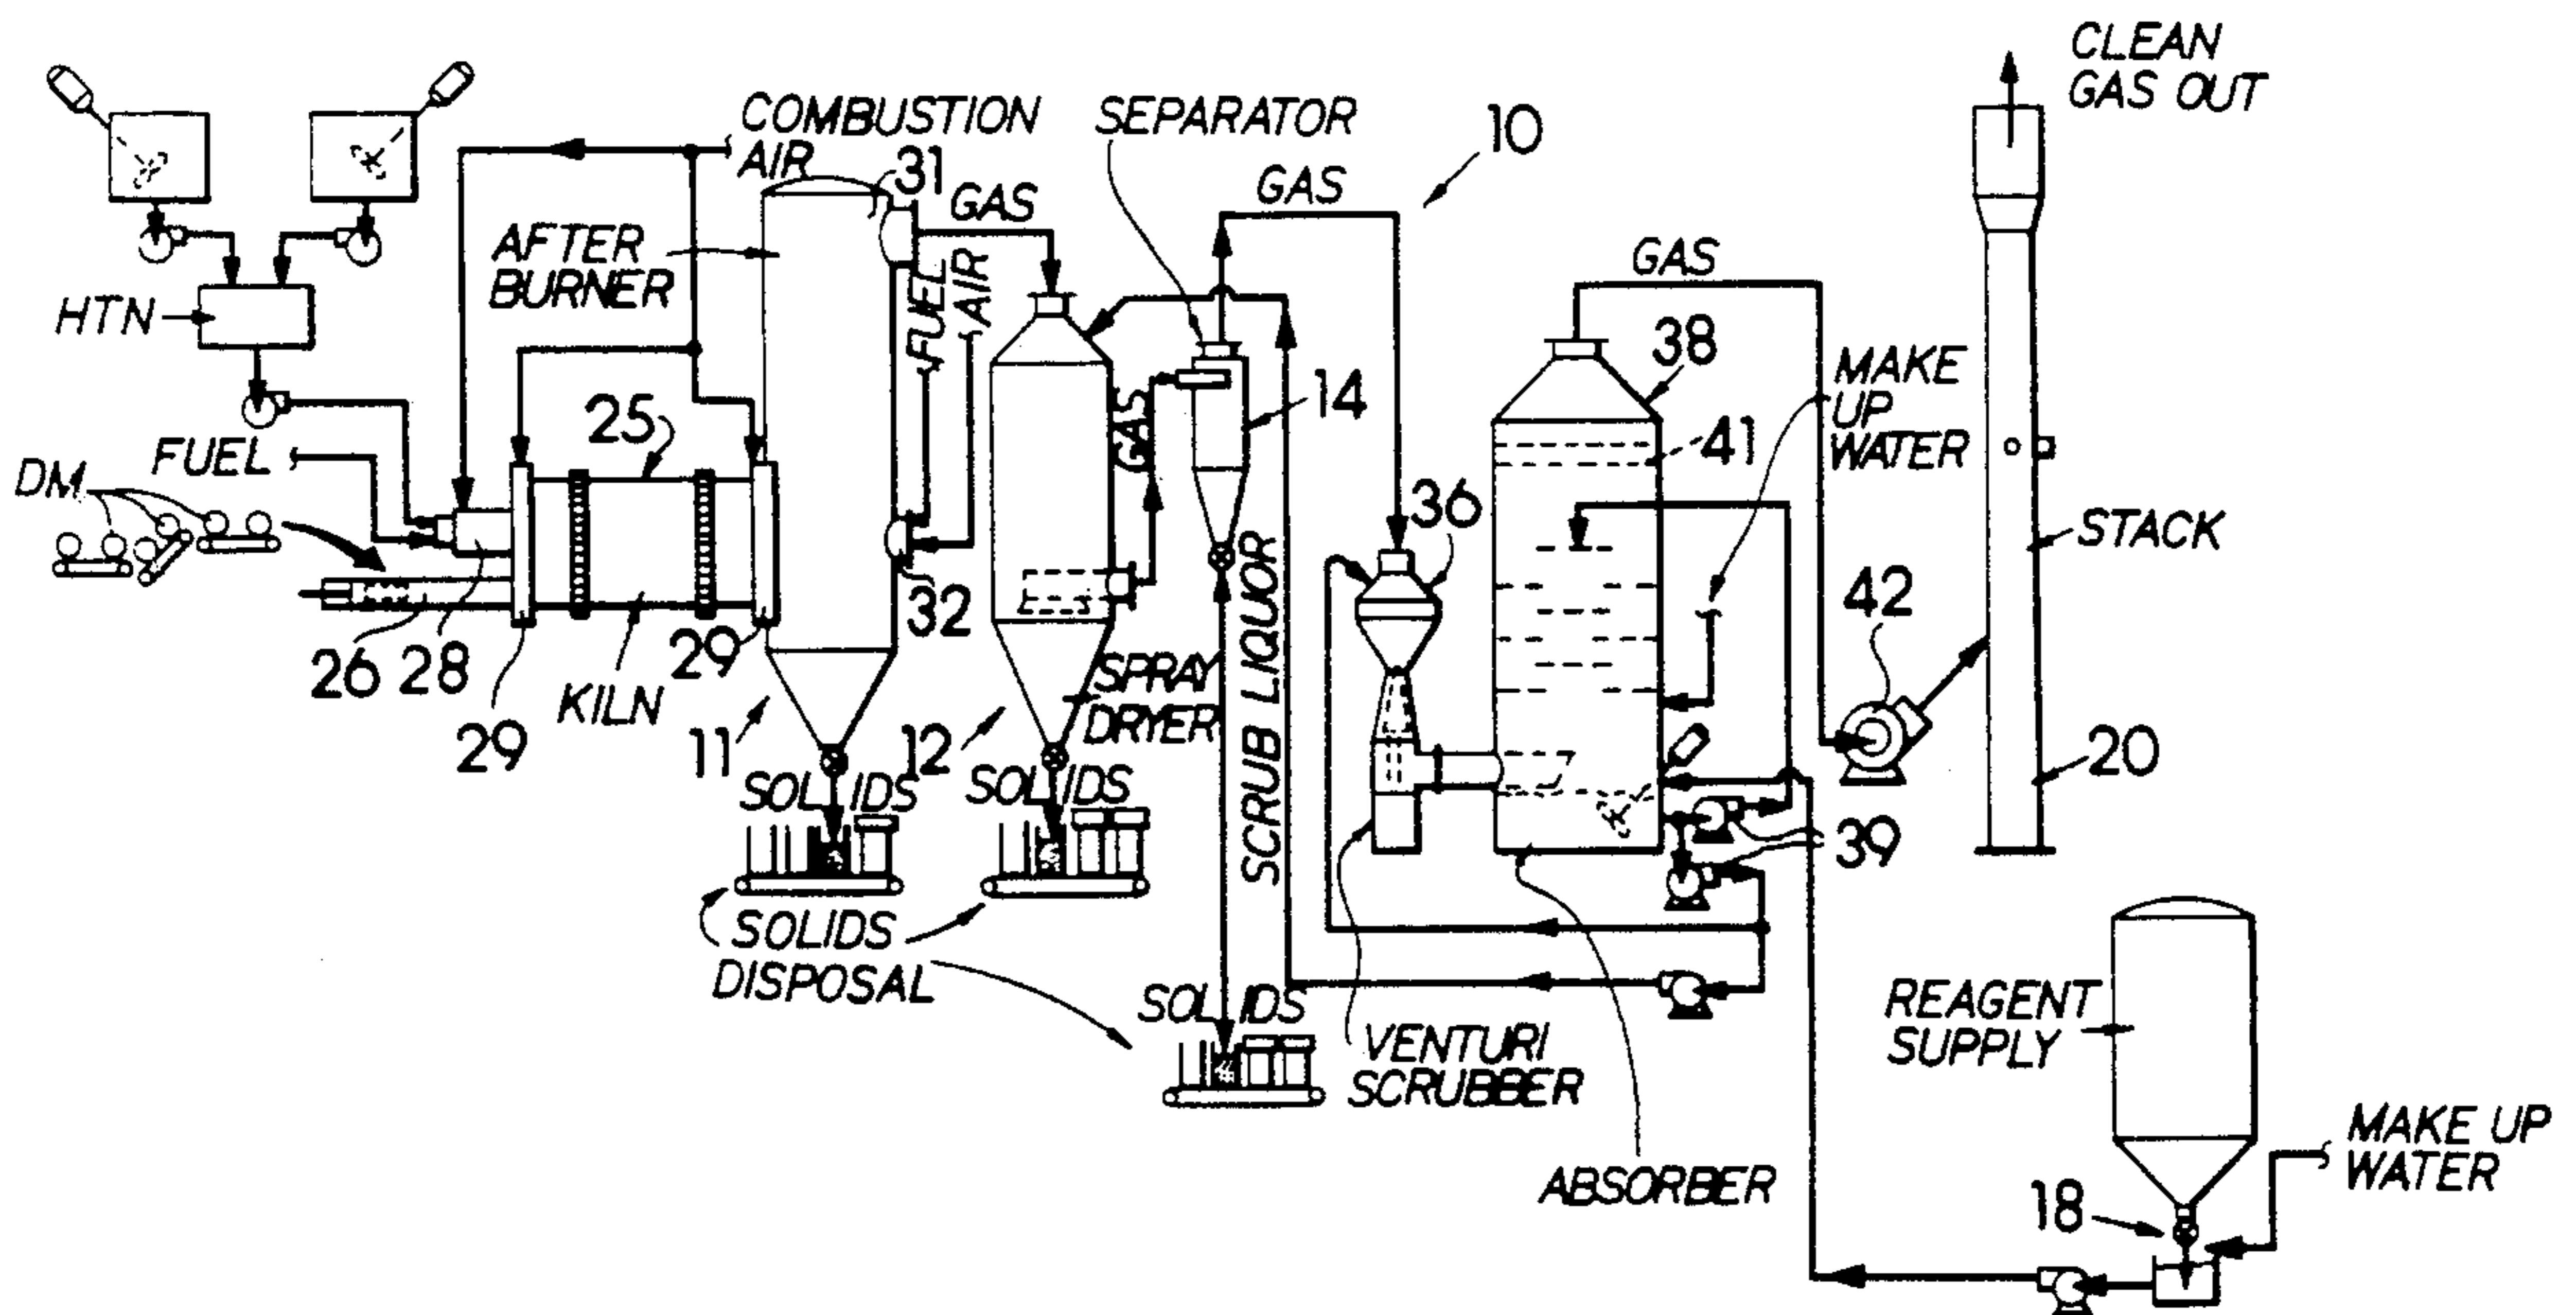 CLEAN
GAS OUT
COMBUSTION
AIR
SEPARATOR
10
31
GAS
GAS
AFTER
BURNER
GAS
HTN
FUEL
AIR
38
MAKE
UP
WATER
25
14
41
GAS
FUEL
DM
36
STACK
32
SCRUB LIQUOR
42
26
28
29
29
KILN
11
12
SPRAY
DRYER
20
SOLIDS
SOLIDS
39
SOLIDS
DISPOSAL
SOLIDS
REAGENT
SUPPLY
VENTURI
SCRUBBER
MAKE UP
WATER
ABSORBER
18